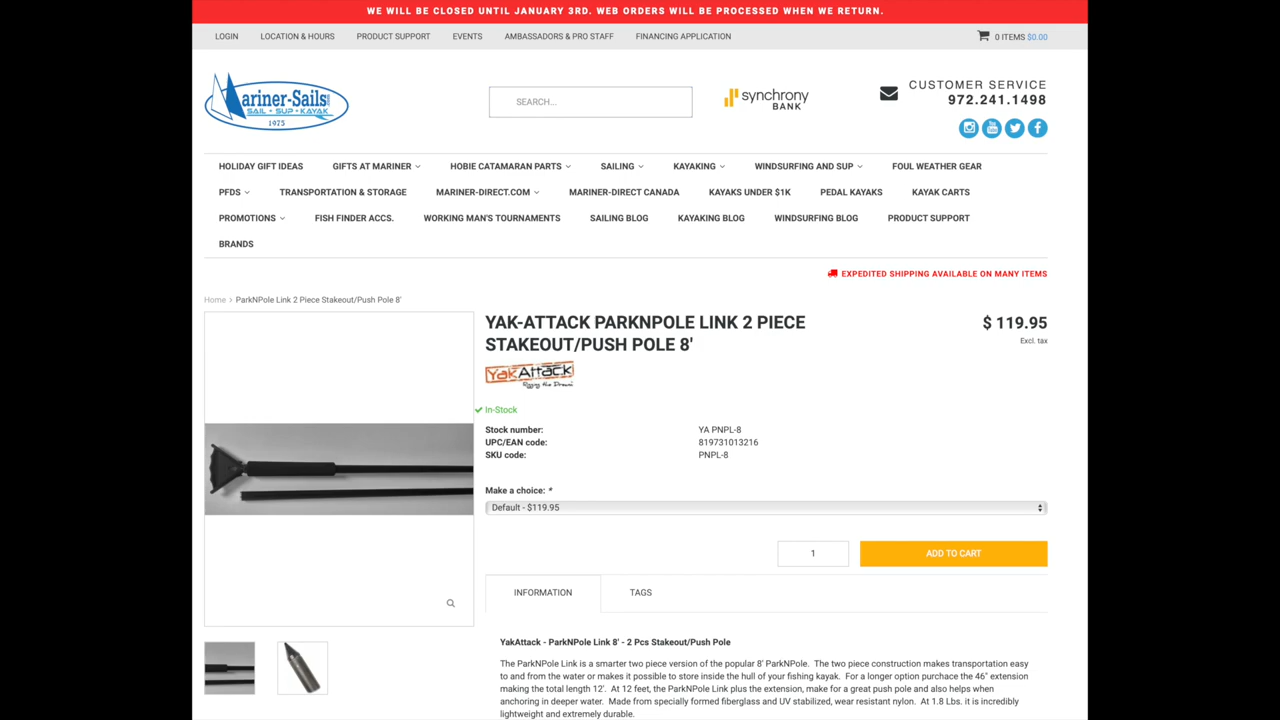 WE WILL BE CLOSED UNTIL JANUARY 3RD. WEB ORDERS WILL BE PROCESSED WHEN WE RETURN.
LOGIN LOCATION & HOURS PRODUCT SUPPORT EVENTS AMBASSADORS & PRO STAFF FINANCING APPLICATION 0 ITEMS $0.00
ariner-Sails.com
SAIL • SUP • KAYAK
1975
SEARCH...
synchrony
BANK
CUSTOMER SERVICE
972.241.1498
HOLIDAY GIFT IDEAS GIFTS AT MARINER HOBIE CATAMARAN PARTS SAILING KAYAKING WINDSURFING AND SUP FOUL WEATHER GEAR
PFDS TRANSPORTATION & STORAGE MARINER-DIRECT.COM MARINER-DIRECT CANADA KAYAKS UNDER $1K PEDAL KAYAKS KAYAK CARTS
PROMOTIONS FISH FINDER ACCS. WORKING MAN'S TOURNAMENTS SAILING BLOG KAYAKING BLOG WINDSURFING BLOG PRODUCT SUPPORT
BRANDS
EXPEDITED SHIPPING AVAILABLE ON MANY ITEMS
Home › ParkNPole Link 2 Piece Stakeout/Push Pole 8'
YAK-ATTACK PARKNPOLE LINK 2 PIECE
STAKEOUT/PUSH POLE 8'
$ 119.95
Excl. tax
YakAttack
Rigging the Dream
In-Stock
Stock number: YA PNPL-8
UPC/EAN code: 819731013216
SKU code: PNPL-8
Make a choice: *
Default - $119.95
1
ADD TO CART
INFORMATION TAGS
YakAttack - ParkNPole Link 8' - 2 Pcs Stakeout/Push Pole
The ParkNPole Link is a smarter two piece version of the popular 8' ParkNPole. The two piece construction makes transportation easy
to and from the water or makes it possible to store inside the hull of your fishing kayak. For a longer option purchace the 46" extension
making the total length 12'. At 12 feet, the ParkNPole Link plus the extension, make for a great push pole and also helps when
anchoring in deeper water. Made from specially formed fiberglass and UV stabilized, wear resistant nylon. At 1.8 Lbs. it is incredibly
lightweight and extremely durable.